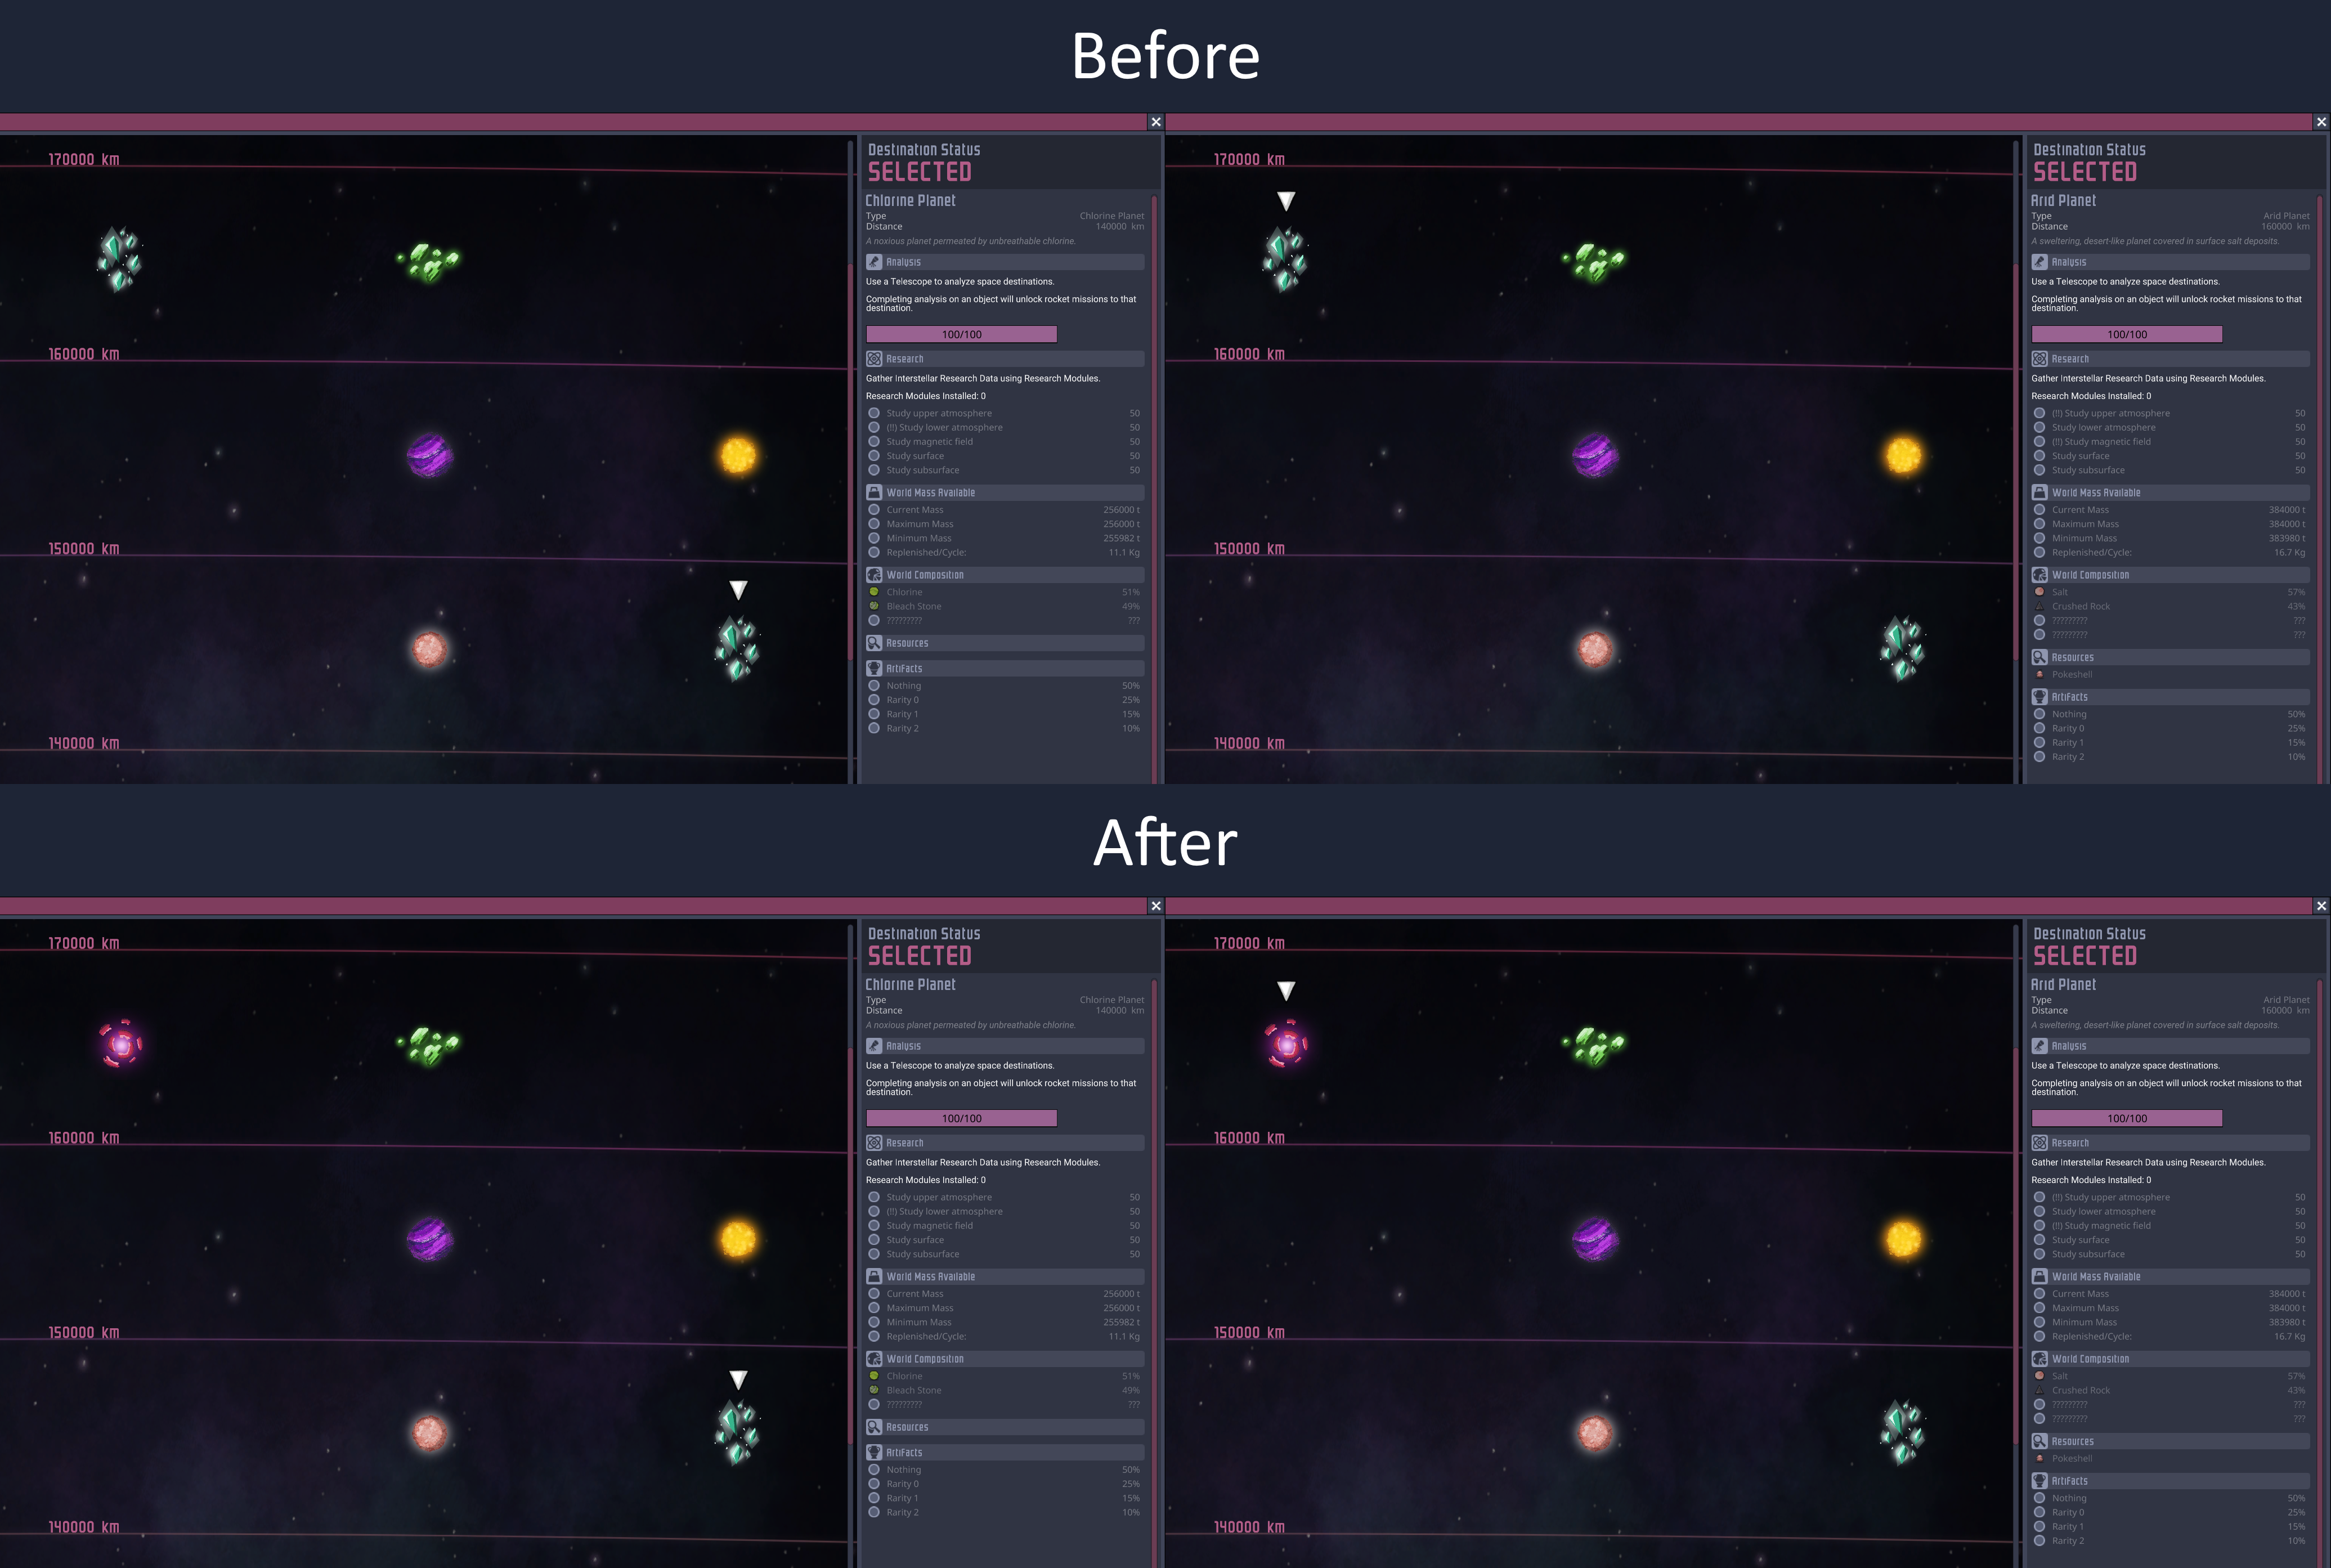 Before
170000 km
160000 km
150000 km
140000 km
Destination Status
SELECTED
Chlorine Planet
Type Chlorine Planet
Distance 140000 km
A noxious planet permeated by unbreathable chlorine.
Analysis
Use a Telescope to analyze space destinations.
Completing analysis on an object will unlock rocket missions to that
destination.
100/100
Research
Gather Interstellar Research Data using Research Modules.
Research Modules Installed: 0
Study upper atmosphere 50
(!!) Study lower atmosphere 50
Study magnetic field 50
Study surface 50
Study subsurface 50
World Mass Available
Current Mass 256000 t
Maximum Mass 256000 t
Minimum Mass 255982 t
Replenished/Cycle: 11.1 Kg
World Composition
Chlorine 51%
Bleach Stone 49%
????????? ???
Resources
Artifacts
Nothing 50%
Rarity 0 25%
Rarity 1 15%
Rarity 2 10%
170000 km
160000 km
150000 km
140000 km
Destination Status
SELECTED
Arid Planet
Type Arid Planet
Distance 160000 km
A sweltering, desert-like planet covered in surface salt deposits.
Analysis
Use a Telescope to analyze space destinations.
Completing analysis on an object will unlock rocket missions to that
destination.
100/100
Research
Gather Interstellar Research Data using Research Modules.
Research Modules Installed: 0
(!!) Study upper atmosphere 50
Study lower atmosphere 50
(!!) Study magnetic field 50
Study surface 50
Study subsurface 50
World Mass Available
Current Mass 384000 t
Maximum Mass 384000 t
Minimum Mass 383980 t
Replenished/Cycle: 16.7 Kg
World Composition
Salt 57%
Crushed Rock 43%
????????? ???
????????? ???
Resources
Pokeshell
Artifacts
Nothing 50%
Rarity 0 25%
Rarity 1 15%
Rarity 2 10%
After
170000 km
160000 km
150000 km
140000 km
Destination Status
SELECTED
Chlorine Planet
Type Chlorine Planet
Distance 140000 km
A noxious planet permeated by unbreathable chlorine.
Analysis
Use a Telescope to analyze space destinations.
Completing analysis on an object will unlock rocket missions to that
destination.
100/100
Research
Gather Interstellar Research Data using Research Modules.
Research Modules Installed: 0
Study upper atmosphere 50
(!!) Study lower atmosphere 50
Study magnetic field 50
Study surface 50
Study subsurface 50
World Mass Available
Current Mass 256000 t
Maximum Mass 256000 t
Minimum Mass 255982 t
Replenished/Cycle: 11.1 Kg
World Composition
Chlorine 51%
Bleach Stone 49%
????????? ???
Resources
Artifacts
Nothing 50%
Rarity 0 25%
Rarity 1 15%
Rarity 2 10%
170000 km
160000 km
150000 km
140000 km
Destination Status
SELECTED
Arid Planet
Type Arid Planet
Distance 160000 km
A sweltering, desert-like planet covered in surface salt deposits.
Analysis
Use a Telescope to analyze space destinations.
Completing analysis on an object will unlock rocket missions to that
destination.
100/100
Research
Gather Interstellar Research Data using Research Modules.
Research Modules Installed: 0
(!!) Study upper atmosphere 50
Study lower atmosphere 50
(!!) Study magnetic field 50
Study surface 50
Study subsurface 50
World Mass Available
Current Mass 384000 t
Maximum Mass 384000 t
Minimum Mass 383980 t
Replenished/Cycle: 16.7 Kg
World Composition
Salt 57%
Crushed Rock 43%
????????? ???
????????? ???
Resources
Pokeshell
Artifacts
Nothing 50%
Rarity 0 25%
Rarity 1 15%
Rarity 2 10%